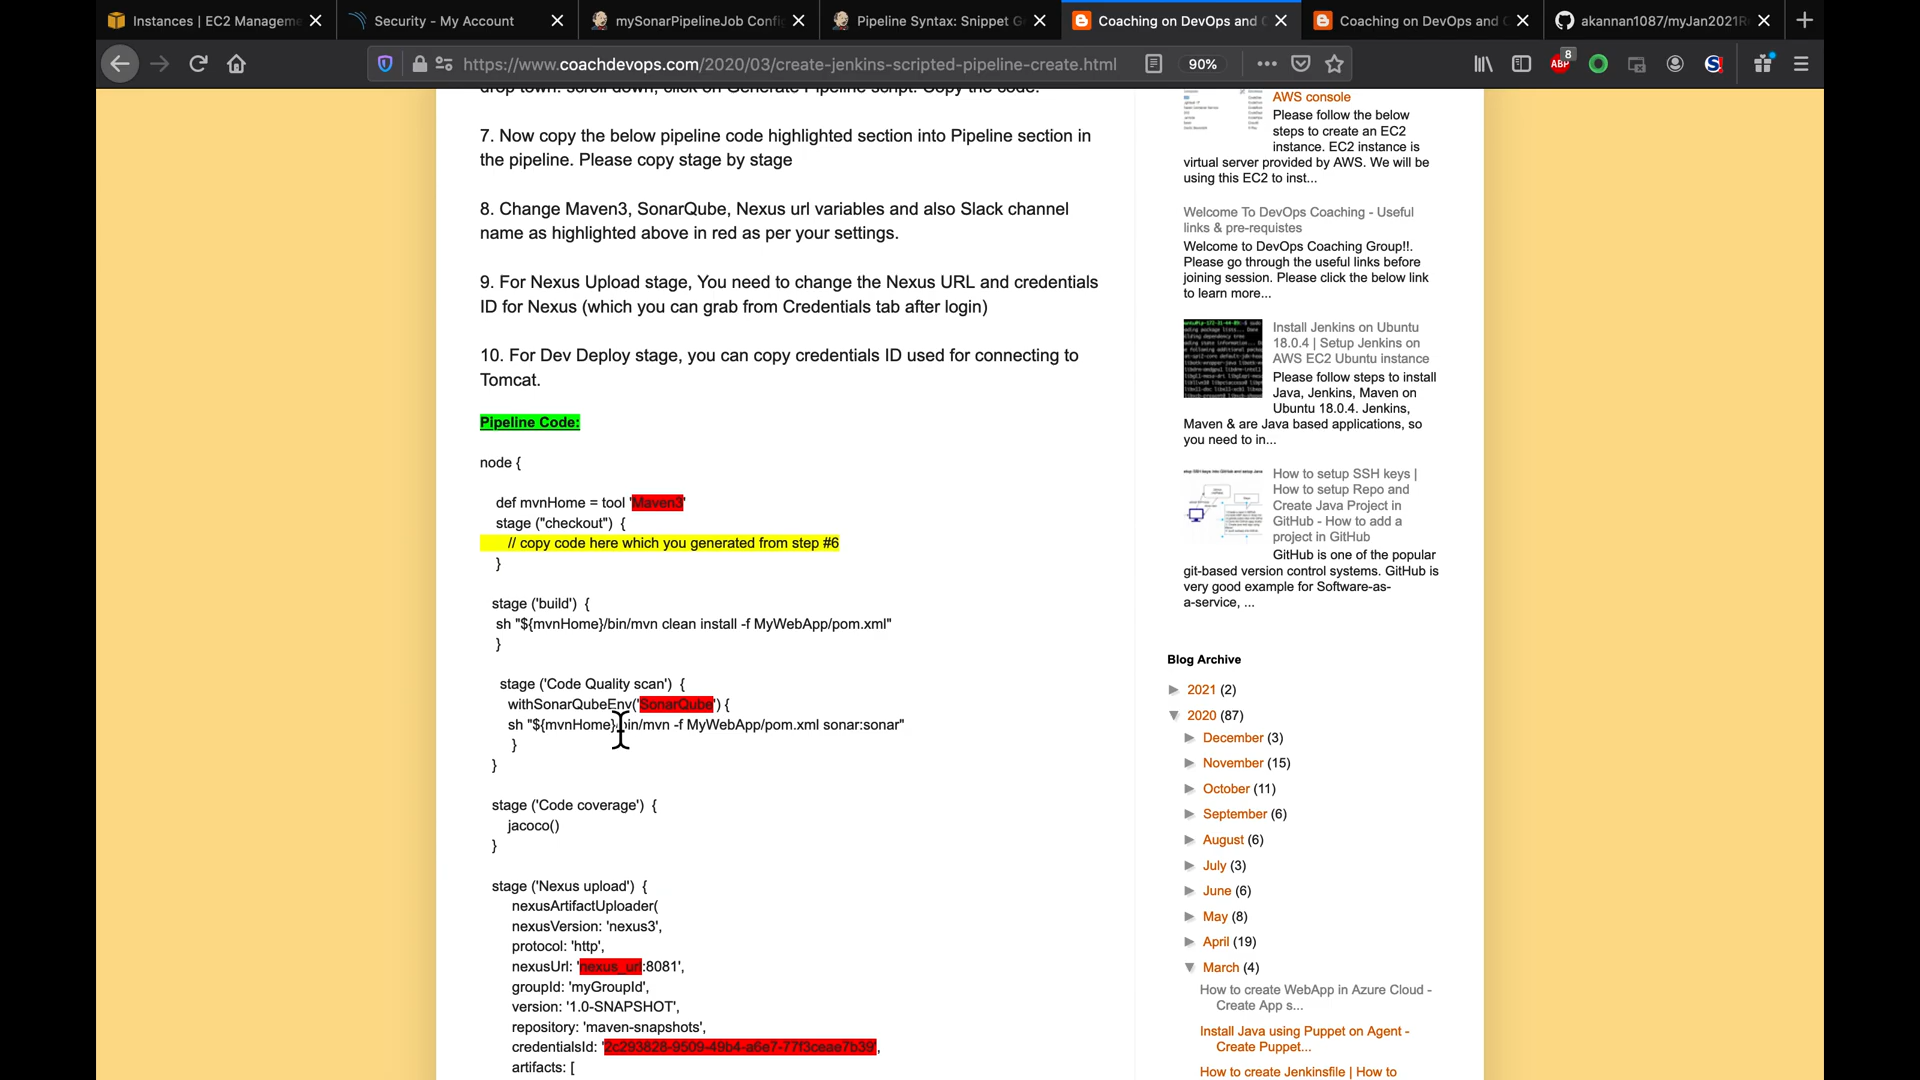 Instances | EC2 Manageme
Security - My Account
mySonarPipelineJob Config
Pipeline Syntax: Snippet Ge
Coaching on DevOps and C
Coaching on DevOps and C
akannan1087/myJan2021R
https://www.coachdevops.com/2020/03/create-jenkins-scripted-pipeline-create.html
90%
8
ABP
drop town. scroll down, click on Generate Pipeline script. Copy the code.
7. Now copy the below pipeline code highlighted section into Pipeline section in
the pipeline. Please copy stage by stage
8. Change Maven3, SonarQube, Nexus url variables and also Slack channel
name as highlighted above in red as per your settings.
9. For Nexus Upload stage, You need to change the Nexus URL and credentials
ID for Nexus (which you can grab from Credentials tab after login)
10. For Dev Deploy stage, you can copy credentials ID used for connecting to
Tomcat.
Pipeline Code:
node {
def mvnHome = tool 'Maven3'
stage ("checkout")  {
// copy code here which you generated from step #6
}
stage ('build')  {
sh "${mvnHome}/bin/mvn clean install -f MyWebApp/pom.xml"
}
stage ('Code Quality scan')  {
withSonarQubeEnv('SonarQube') {
sh "${mvnHome}/bin/mvn -f MyWebApp/pom.xml sonar:sonar"
}
}
stage ('Code coverage')  {
jacoco()
}
stage ('Nexus upload')  {
nexusArtifactUploader(
nexusVersion: 'nexus3',
protocol: 'http',
nexusUrl: 'nexus_url:8081',
groupId: 'myGroupId',
version: '1.0-SNAPSHOT',
repository: 'maven-snapshots',
credentialsId: '2c293828-9509-49b4-a6e7-77f3ceae7b39',
artifacts: [
AWS console
Please follow the below
steps to create an EC2
instance. EC2 instance is
virtual server provided by AWS. We will be
using this EC2 to inst...
Welcome To DevOps Coaching - Useful
links & pre-requistes
Welcome to DevOps Coaching Group!!.
Please go through the useful links before
joining session. Please click the below link
to learn more...
Install Jenkins on Ubuntu
18.0.4 | Setup Jenkins on
AWS EC2 Ubuntu instance
Please follow steps to install
Java, Jenkins, Maven on
Ubuntu 18.0.4. Jenkins,
Maven & are Java based applications, so
you need to in...
How to setup SSH keys |
How to setup Repo and
Create Java Project in
GitHub - How to add a
project in GitHub
GitHub is one of the popular
git-based version control systems. GitHub is
very good example for Software-as-
a-service, ...
Blog Archive
► 2021 (2)
▼ 2020 (87)
► December (3)
► November (15)
► October (11)
► September (6)
► August (6)
► July (3)
► June (6)
► May (8)
► April (19)
▼ March (4)
How to create WebApp in Azure Cloud -
Create App s...
Install Java using Puppet on Agent -
Create Puppet...
How to create Jenkinsfile | How to